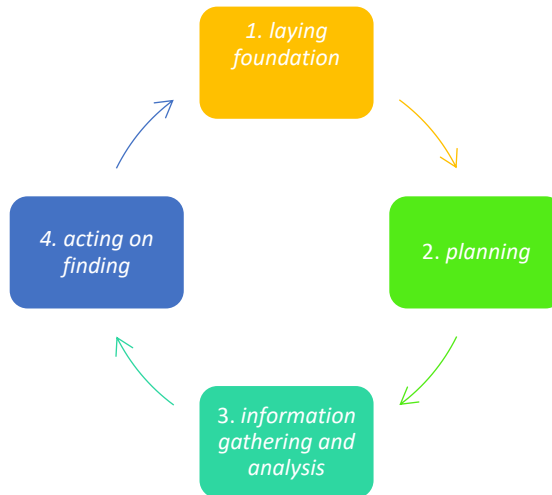 1. laying
foundation
2. planning
3. information
gathering and
analysis
4. acting on
finding